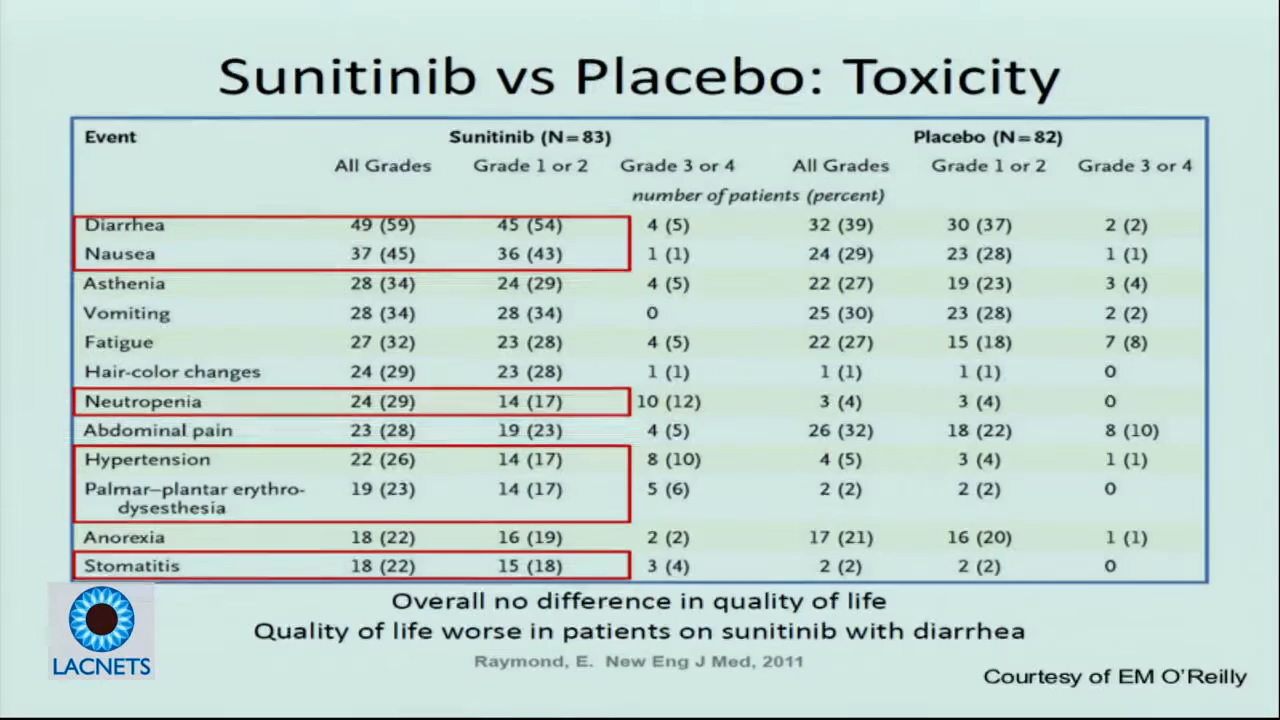 Sunitinib vs Placebo: Toxicity
Event Sunitinib (N=83) Placebo (N=82)
All Grades Grade 1 or 2 Grade 3 or 4 All Grades Grade 1 or 2 Grade 3 or 4
number of patients (percent)
Diarrhea 49 (59) 45 (54) 4 (5) 32 (39) 30 (37) 2 (2)
Nausea 37 (45) 36 (43) 1 (1) 24 (29) 23 (28) 1 (1)
Asthenia 28 (34) 24 (29) 4 (5) 22 (27) 19 (23) 3 (4)
Vomiting 28 (34) 28 (34) 0 25 (30) 23 (28) 2 (2)
Fatigue 27 (32) 23 (28) 4 (5) 22 (27) 15 (18) 7 (8)
Hair-color changes 24 (29) 23 (28) 1 (1) 1 (1) 1 (1) 0
Neutropenia 24 (29) 14 (17) 10 (12) 3 (4) 3 (4) 0
Abdominal pain 23 (28) 19 (23) 4 (5) 26 (32) 18 (22) 8 (10)
Hypertension 22 (26) 14 (17) 8 (10) 4 (5) 3 (4) 1 (1)
Palmar–plantar erythro- 19 (23) 14 (17) 5 (6) 2 (2) 2 (2) 0
dysesthesia
Anorexia 18 (22) 16 (19) 2 (2) 17 (21) 16 (20) 1 (1)
Stomatitis 18 (22) 15 (18) 3 (4) 2 (2) 2 (2) 0
Overall no difference in quality of life
Quality of life worse in patients on sunitinib with diarrhea
Raymond, E. New Eng J Med, 2011
LACNETS
Courtesy of EM O'Reilly